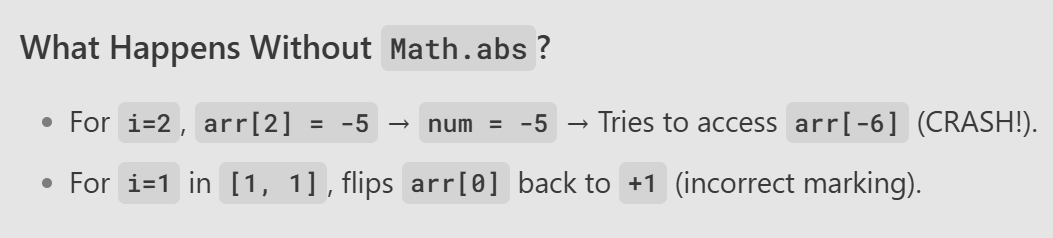 What Happens Without Math.abs?
• For i=2, arr[2] = -5 → num = -5 → Tries to access arr[-6] (CRASH!).
• For i=1 in [1, 1], flips arr[0] back to +1 (incorrect marking).